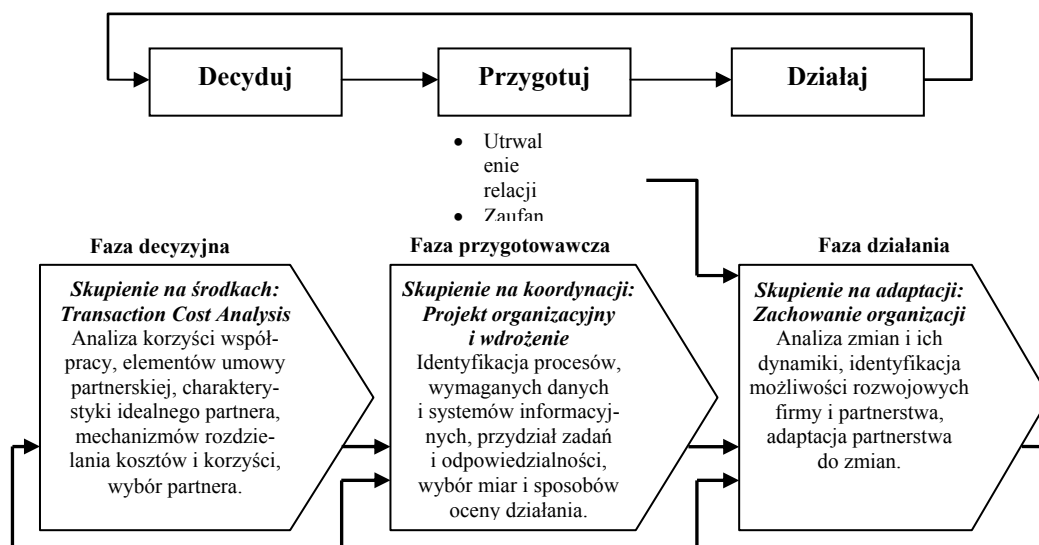 Decyduj
Przygotuj
Działaj
• Utrwal
enie
relacji
• Zaufan
Faza decyzyjna
Skupienie na środkach:
Transaction Cost Analysis
Analiza korzyści współ-
pracy, elementów umowy
partnerskiej, charaktery-
styki idealnego partnera,
mechanizmów rozdzie-
lania kosztów i korzyści,
wybór partnera.
Faza przygotowawcza
Skupienie na koordynacji:
Projekt organizacyjny
i wdrożenie
Identyfikacja procesów,
wymaganych danych
i systemów informacyj-
nych, przydział zadań
i odpowiedzialności,
wybór miar i sposobów
oceny działania.
Faza działania
Skupienie na adaptacji:
Zachowanie organizacji
Analiza zmian i ich
dynamiki, identyfikacja
możliwości rozwojowych
firmy i partnerstwa,
adaptacja partnerstwa
do zmian.